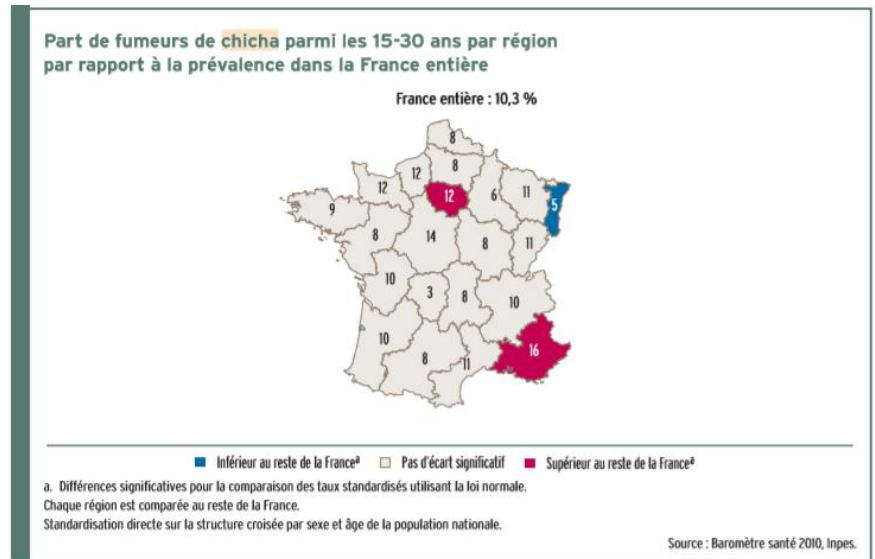 Part de fumeurs de chicha parmi les 15-30 ans par région
par rapport à la prévalence dans la France entière
France entière : 10,3 %
8
8
12
12
12
6
11
5
9
8
14
8
11
10
3
8
10
10
8
11
16
Inférieur au reste de la Franceª
Pas d'écart significatif
Supérieur au reste de la Franceª
a. Différences significatives pour la comparaison des taux standardisés utilisant la loi normale.
Chaque région est comparée au reste de la France.
Standardisation directe sur la structure croisée par sexe et âge de la population nationale.
Source : Baromètre santé 2010, Inpes.